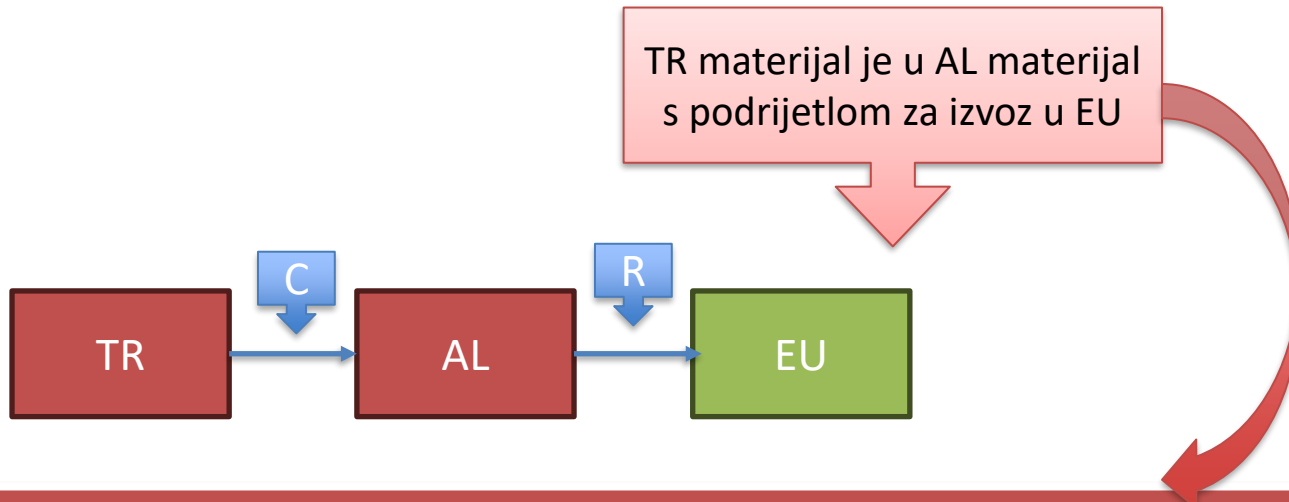 TR materijal je u AL materijal
s podrijetlom za izvoz u EU
C
R
TR
AL
EU